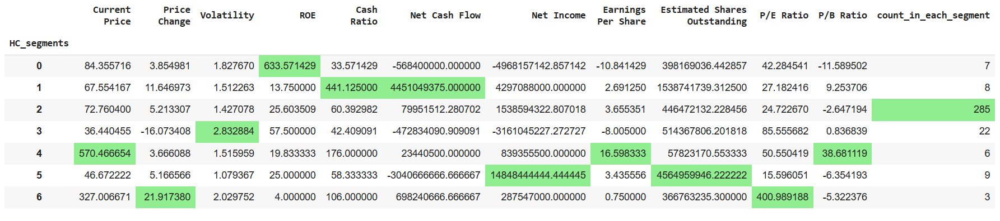 Current Price Price Change Volatility ROE Cash Ratio Net Cash Flow Net Income Earnings Per Share Estimated Shares Outstanding P/E Ratio P/B Ratio count_in_each_segment
HC_segments
0 84.355716 3.854981 1.827670 633.571429 33.571429 -568400000.000000 -4968157142.857142 -10.841429 398169036.442857 42.284541 -11.589502 7
1 67.554167 11.646973 1.512263 13.750000 441.125000 4451049375.000000 4297088000.000000 2.691250 1538741739.312500 27.182416 9.253706 8
2 72.760400 5.213307 1.427078 25.603509 60.392982 79951512.280702 1538594322.807018 3.655351 446472132.228456 24.722670 -2.647194 285
3 36.440455 -16.073408 2.832884 57.500000 42.409091 -472834090.909091 -3161045227.272727 -8.005000 514367806.201818 85.555682 0.836839 22
4 570.466654 3.666088 1.515959 19.833333 176.000000 23440500.000000 839355500.000000 16.598333 57823170.553333 50.550419 38.681119 6
5 46.672222 5.166566 1.079367 25.000000 58.333333 -3040666666.666667 14848444444.444445 3.435556 4564959946.222222 15.596051 -6.354193 9
6 327.006671 21.917380 2.029752 4.000000 106.000000 698240666.666667 287547000.000000 0.750000 366763235.300000 400.989188 -5.322376 3